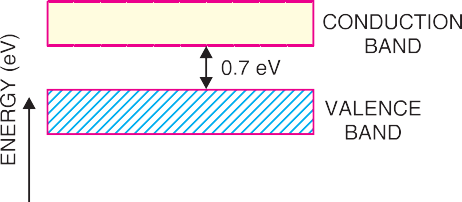 CONDUCTION
BAND
0.7 eV
VALENCE
BAND
ENERGY (eV)